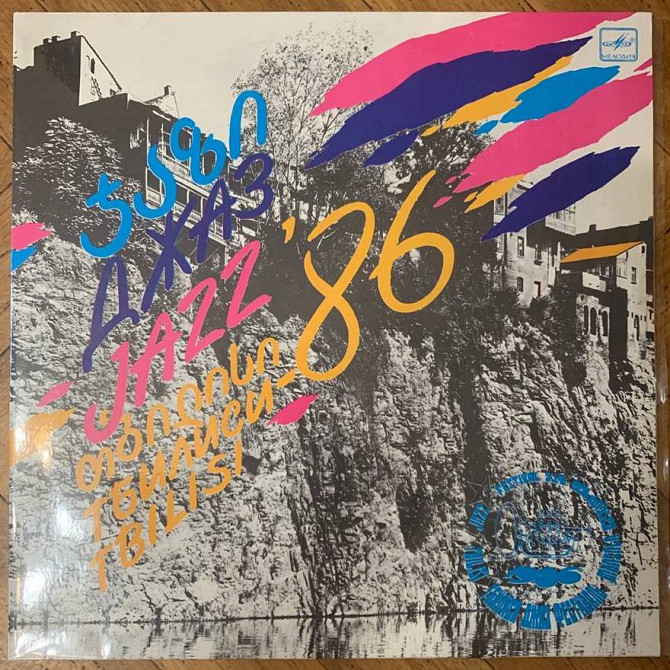 ჯაზი
ДЖАЗ
JAZZ
'86
თბილისი
ТБИЛИСИ-
TBILISI
МЕЛОДИЯ